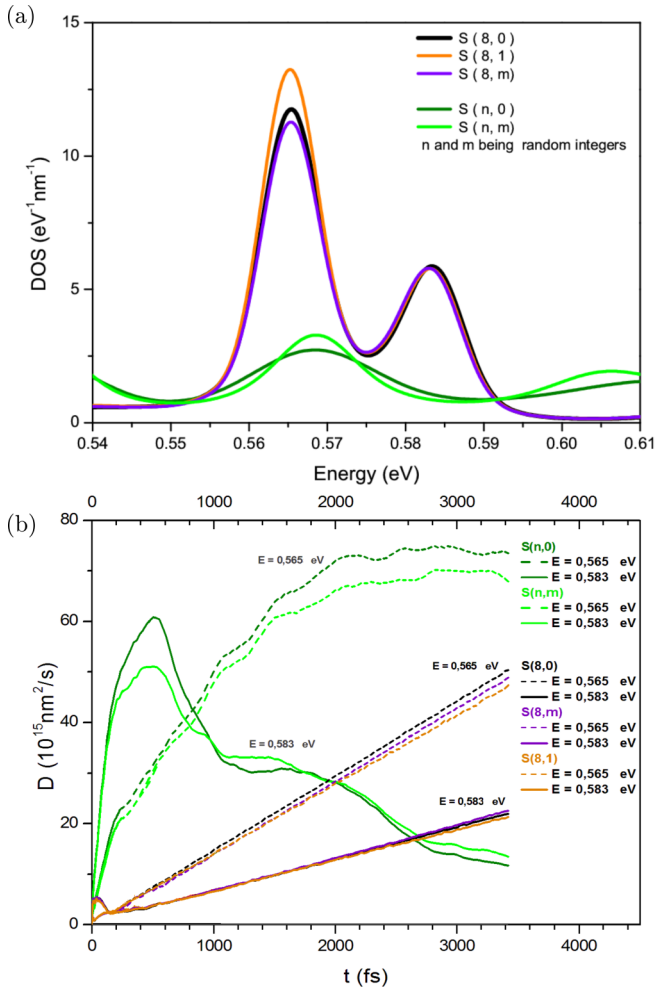 (a)
15
10
5
0
DOS (eV⁻¹nm⁻¹)
S ( 8, 0 )
S ( 8, 1 )
S ( 8, m)
S ( n, 0 )
S ( n, m)
n and m being random integers
0.54 0.55 0.56 0.57 0.58 0.59 0.60 0.61
Energy (eV)
(b)
0 1000 2000 3000 4000
80
60
40
20
0
D (10¹⁵nm²/s)
E = 0,565 eV
E = 0,583 eV
E = 0,565 eV
E = 0,583 eV
S(n,0)
E = 0,565 eV
E = 0,583 eV
S(n,m)
E = 0,565 eV
E = 0,583 eV
S(8,0)
E = 0,565 eV
E = 0,583 eV
S(8,m)
E = 0,565 eV
E = 0,583 eV
S(8,1)
E = 0,565 eV
E = 0,583 eV
0 1000 2000 3000 4000
t (fs)